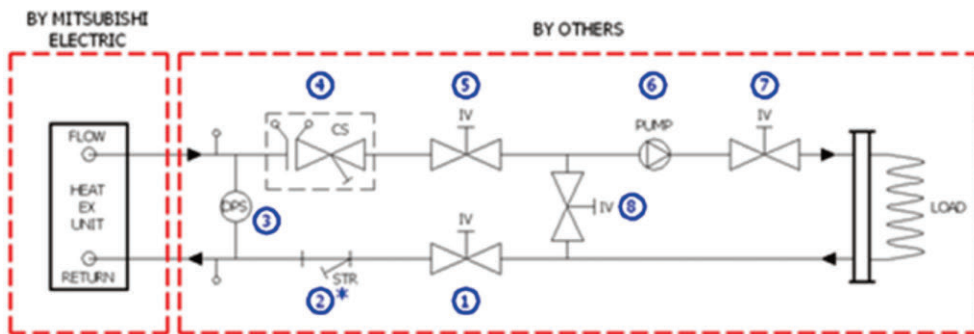 BY MITSUBISHI
ELECTRIC
BY OTHERS
4
5
6
7
CS
IV
PUMP
IV
FLOW
HEAT
EX
UNIT
DPS
3
IV
8
LOAD
IV
RETURN
STR
2 *
1